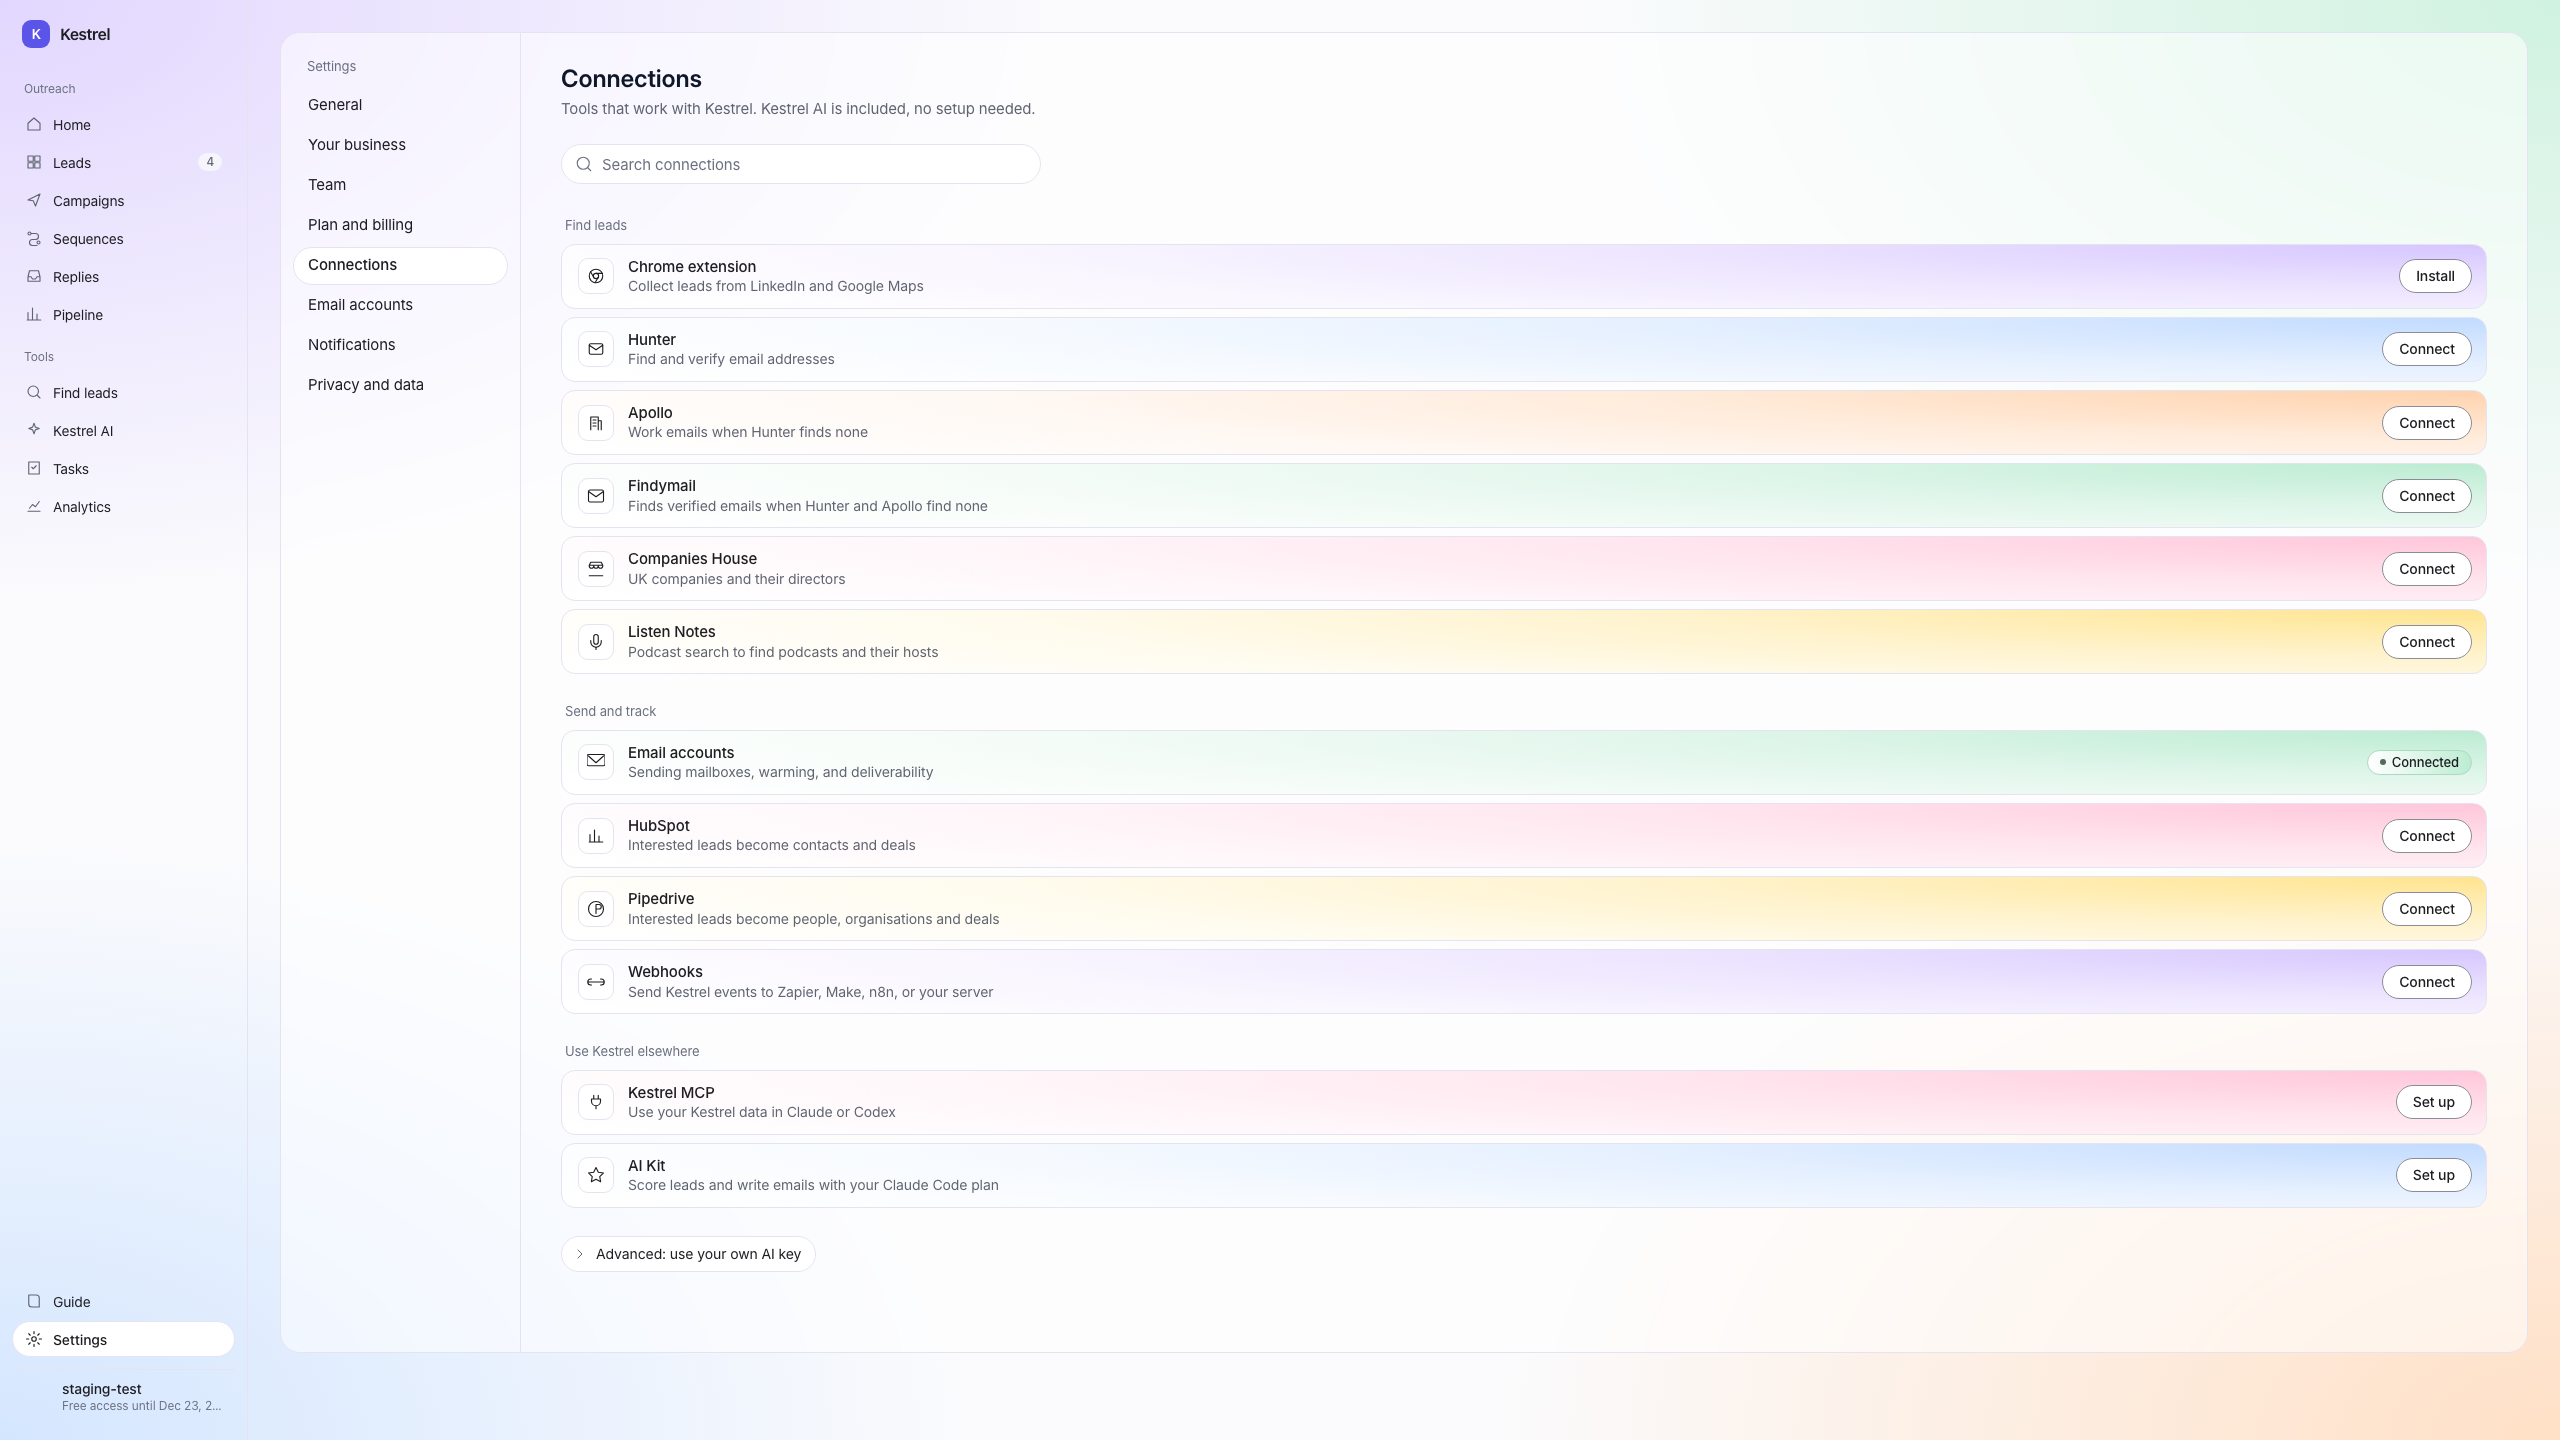 K Kestrel
Outreach
Home
Leads 4
Campaigns
Sequences
Replies
Pipeline
Tools
Find leads
Kestrel AI
Tasks
Analytics
Guide
Settings
staging-test
Free access until Dec 23, 2...
Settings
General
Your business
Team
Plan and billing
Connections
Email accounts
Notifications
Privacy and data
Connections
Tools that work with Kestrel. Kestrel AI is included, no setup needed.
Search connections
Find leads
Chrome extension
Collect leads from LinkedIn and Google Maps
Install
Hunter
Find and verify email addresses
Connect
Apollo
Work emails when Hunter finds none
Connect
Findymail
Finds verified emails when Hunter and Apollo find none
Connect
Companies House
UK companies and their directors
Connect
Listen Notes
Podcast search to find podcasts and their hosts
Connect
Send and track
Email accounts
Sending mailboxes, warming, and deliverability
Connected
HubSpot
Interested leads become contacts and deals
Connect
Pipedrive
Interested leads become people, organisations and deals
Connect
Webhooks
Send Kestrel events to Zapier, Make, n8n, or your server
Connect
Use Kestrel elsewhere
Kestrel MCP
Use your Kestrel data in Claude or Codex
Set up
AI Kit
Score leads and write emails with your Claude Code plan
Set up
Advanced: use your own AI key